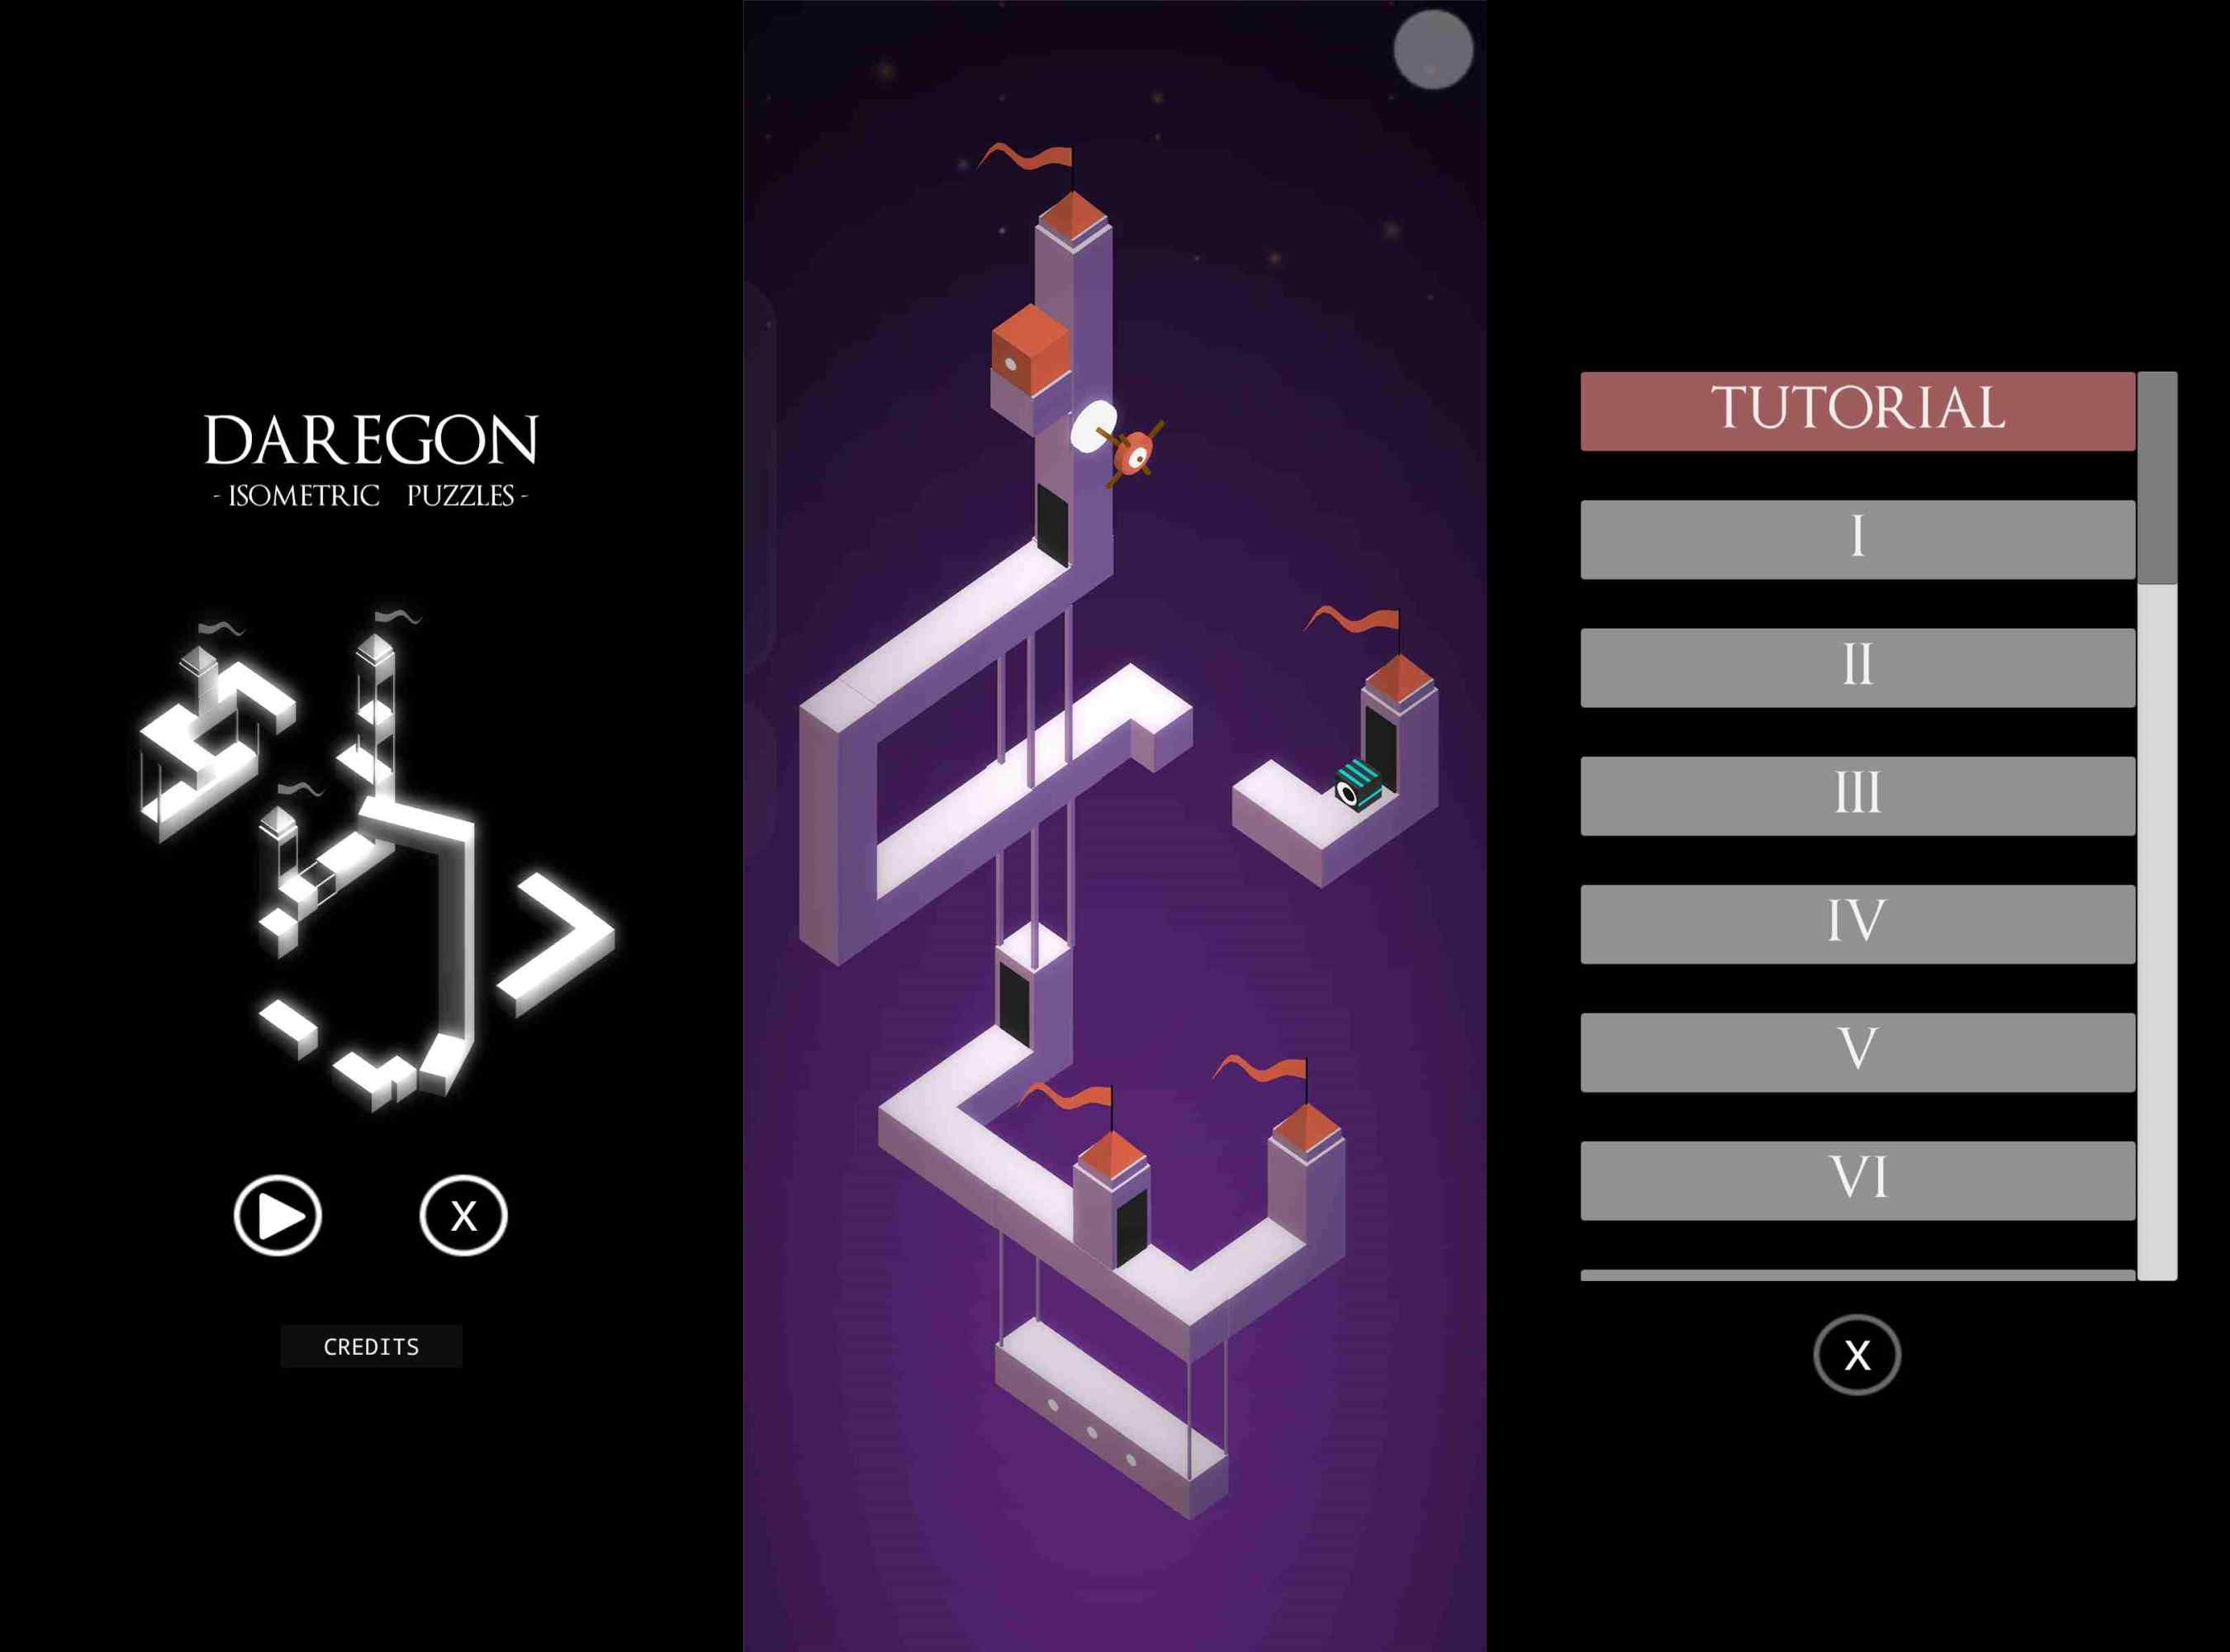 DAREGON
- ISOMETRIC PUZZLES -
X
CREDITS
TUTORIAL
I
II
III
IV
V
VI
X